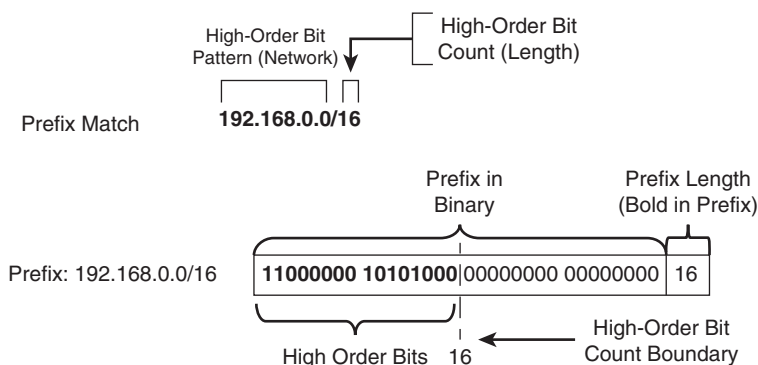 High-Order Bit
Pattern (Network)
High-Order Bit
Count (Length)
Prefix Match
192.168.0.0/16
Prefix in
Binary
Prefix Length
(Bold in Prefix)
Prefix: 192.168.0.0/16
11000000 10101000 00000000 00000000 16
High Order Bits
16
High-Order Bit
Count Boundary